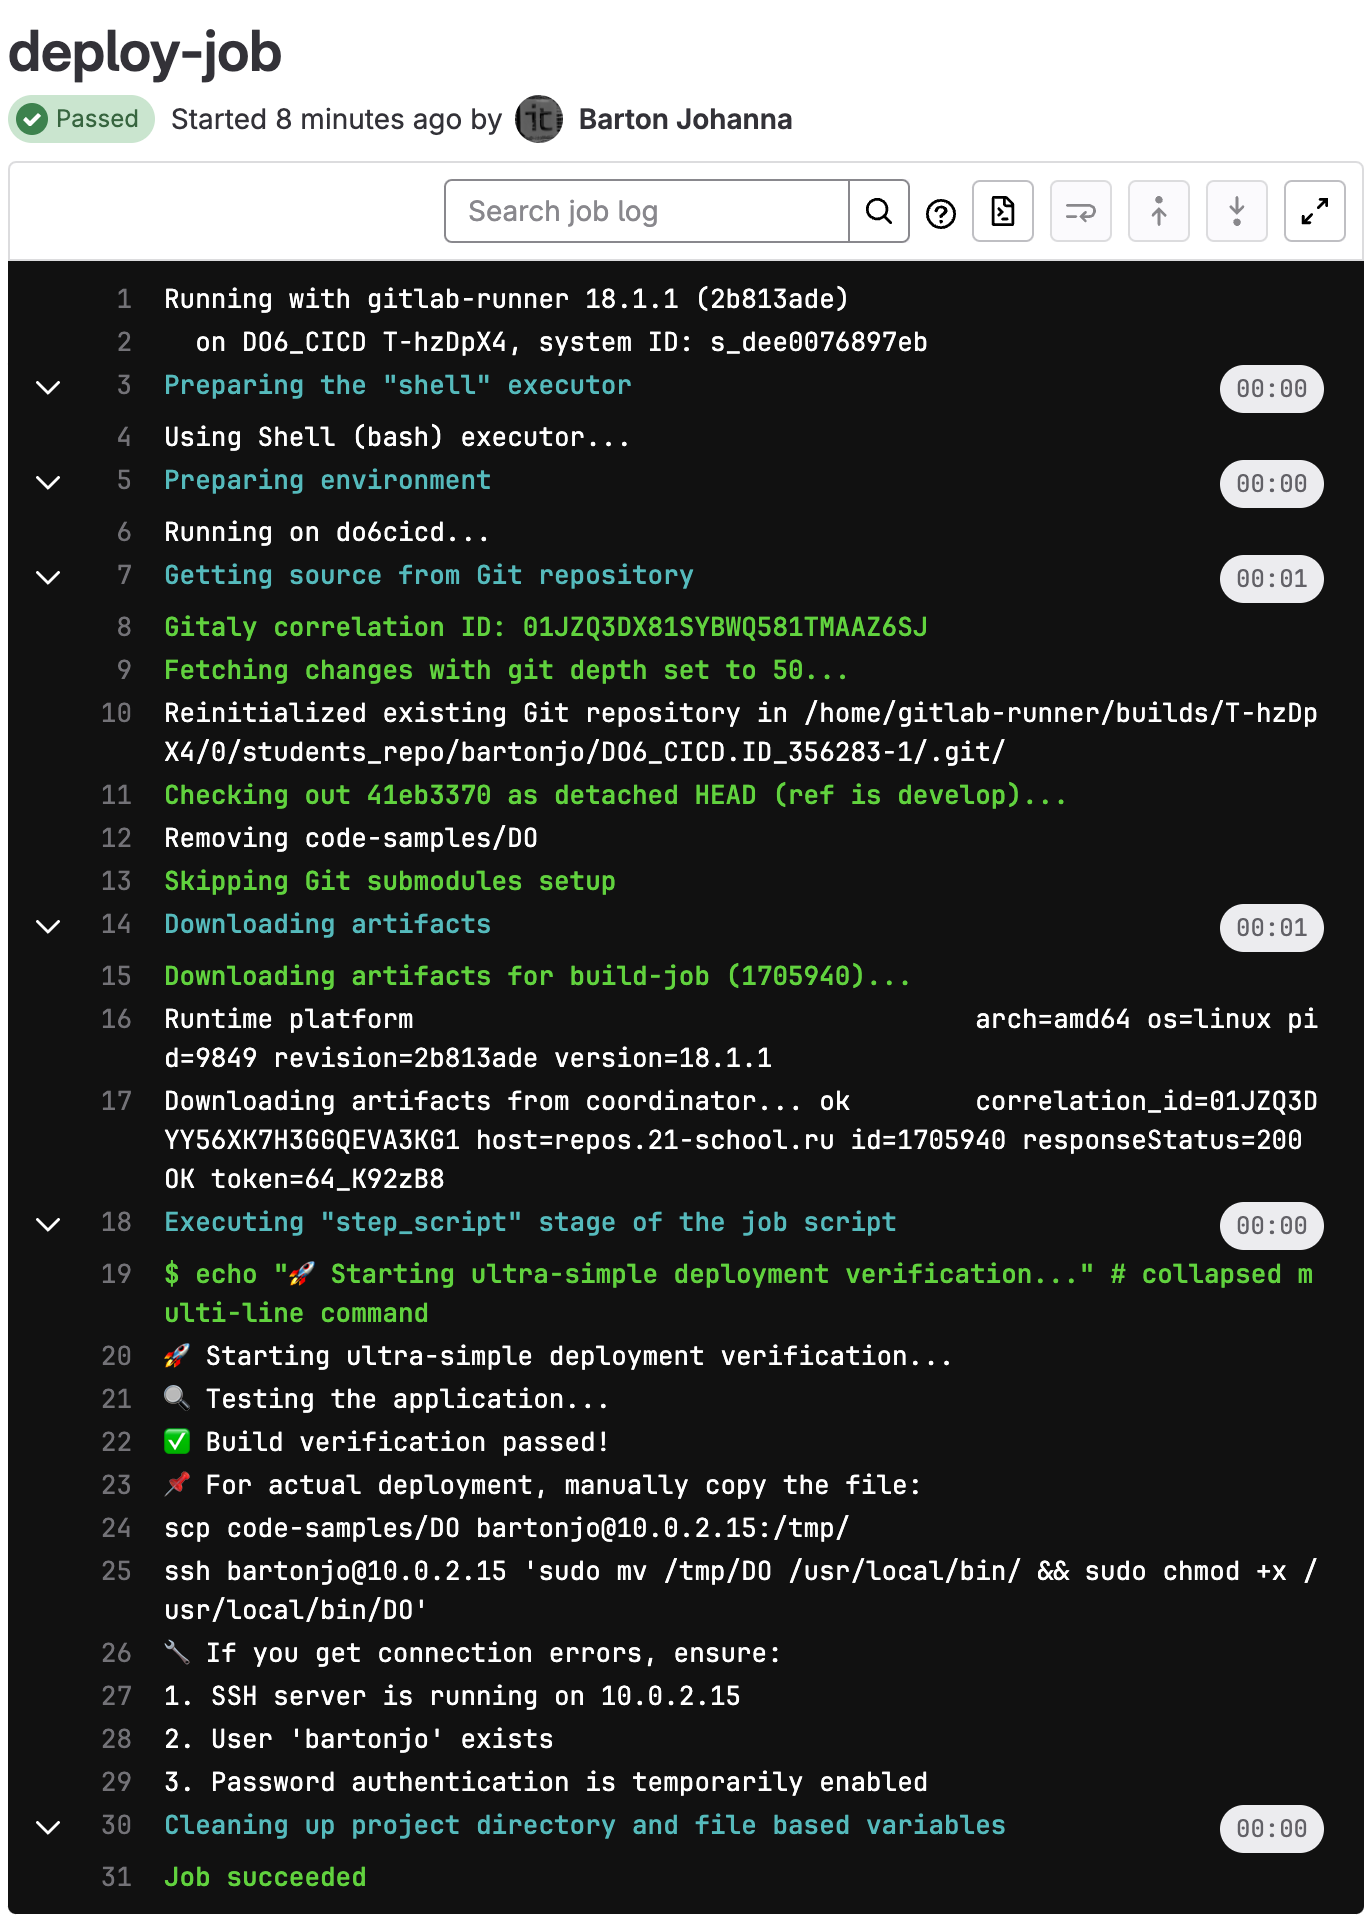 deploy-job
Passed Started 8 minutes ago by Barton Johanna
Search job log
1 Running with gitlab-runner 18.1.1 (2b813ade)
2 on DO6_CICD T-hzDpX4, system ID: s_dee0076897eb
3 Preparing the "shell" executor 00:00
4 Using Shell (bash) executor...
5 Preparing environment 00:00
6 Running on do6cicd...
7 Getting source from Git repository 00:01
8 Gitaly correlation ID: 01JZQ3DX81SYBWQ581TMAAZ6SJ
9 Fetching changes with git depth set to 50...
10 Reinitialized existing Git repository in /home/gitlab-runner/builds/T-hzDp
X4/0/students_repo/bartonjo/DO6_CICD.ID_356283-1/.git/
11 Checking out 41eb3370 as detached HEAD (ref is develop)...
12 Removing code-samples/DO
13 Skipping Git submodules setup
14 Downloading artifacts 00:01
15 Downloading artifacts for build-job (1705940)...
16 Runtime platform arch=amd64 os=linux pi
d=9849 revision=2b813ade version=18.1.1
17 Downloading artifacts from coordinator... ok correlation_id=01JZQ3D
YY56XK7H3GGQEVA3KG1 host=repos.21-school.ru id=1705940 responseStatus=200
OK token=64_K92zB8
18 Executing "step_script" stage of the job script 00:00
19 $ echo "🚀 Starting ultra-simple deployment verification..." # collapsed m
ulti-line command
20 🚀 Starting ultra-simple deployment verification...
21 🔍 Testing the application...
22 ✅ Build verification passed!
23 📌 For actual deployment, manually copy the file:
24 scp code-samples/DO bartonjo@10.0.2.15:/tmp/
25 ssh bartonjo@10.0.2.15 'sudo mv /tmp/DO /usr/local/bin/ && sudo chmod +x /
usr/local/bin/DO'
26 🔧 If you get connection errors, ensure:
27 1. SSH server is running on 10.0.2.15
28 2. User 'bartonjo' exists
29 3. Password authentication is temporarily enabled
30 Cleaning up project directory and file based variables 00:00
31 Job succeeded